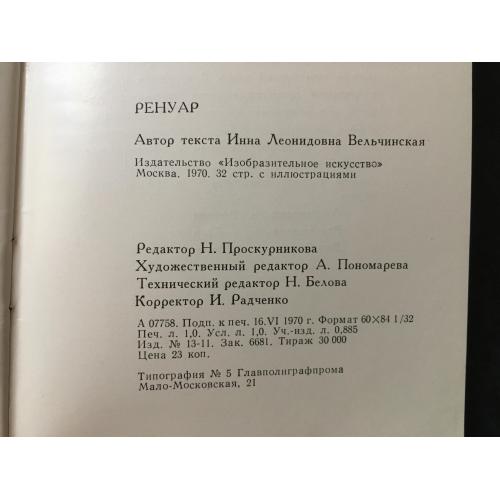 РЕНУАР
Автор текста Инна Леонидовна Вельчинская
Издательство «Изобразительное искусство»
Москва. 1970. 32 стр. с иллюстрациями
Редактор Н. Проскурникова
Художественный редактор А. Пономарева
Технический редактор Н. Белова
Корректор И. Радченко
А 07758. Подп. к печ. 16.VI 1970 г. Формат 60×84 1/32
Печ. л. 1,0. Усл. л. 1,0. Уч.-изд. л. 0,885
Изд. № 13-11. Зак. 6681. Тираж 30 000
Цена 23 коп.
Типография № 5 Главполиграфпрома
Мало-Московская, 21